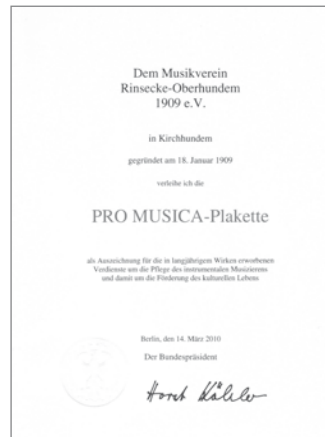 Dem Musikverein
Rinsecke-Oberhundem
1909 e.V.
in Kirchhundem
gegründet am 18. Januar 1909
verleihe ich die
PRO MUSICA-Plakette
als Auszeichnung für die in langjährigem Wirken erworbenen
Verdienste um die Pflege des instrumentalen Musizierens
und damit um die Förderung des kulturellen Lebens
Berlin, den 14. März 2010
Der Bundespräsident
Horst Köhler